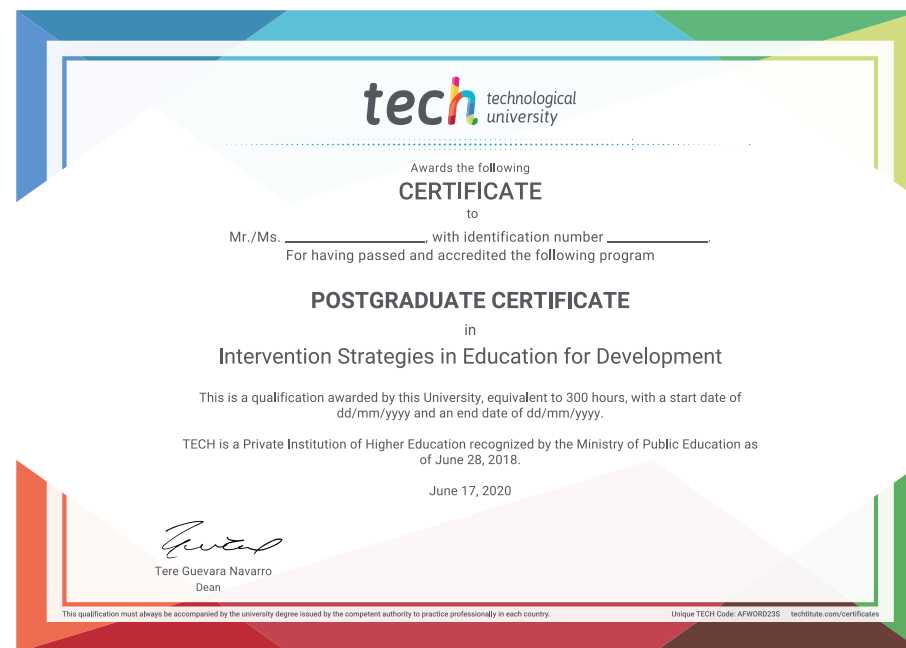 tech technological
university
Awards the following
CERTIFICATE
to
Mr./Ms. ____________________, with identification number ______________.
For having passed and accredited the following program
POSTGRADUATE CERTIFICATE
in
Intervention Strategies in Education for Development
This is a qualification awarded by this University, equivalent to 300 hours, with a start date of
dd/mm/yyyy and an end date of dd/mm/yyyy.
TECH is a Private Institution of Higher Education recognized by the Ministry of Public Education as
of June 28, 2018.
June 17, 2020
Tere Guevara Navarro
Dean
This qualification must always be accompanied by the university degree issued by the competent authority to practice professionally in each country.
Unique TECH Code: AFWORD23S techtitute.com/certificates